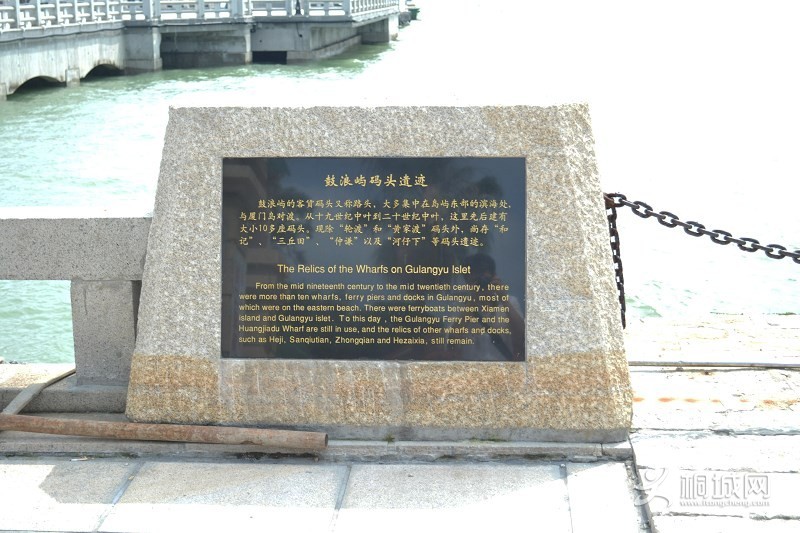 鼓浪屿码头遗迹
鼓浪屿的客货码头又称路头，大多集中在岛屿东部的滨海处，
与厦门岛对渡。从十九世纪中叶到二十世纪中叶，这里先后建有
大小10多座码头。现除“轮渡”和“黄家渡”码头外，尚存“和
记”、“三丘田”、“仲谦”以及“河仔下”等码头遗迹。
The Relics of the Wharfs on Gulangyu Islet
From the mid nineteenth century to the mid twentieth century, there
were more than ten wharfs, ferry piers and docks in Gulangyu, most of
which were on the eastern beach. There were ferryboats between Xiamen
island and Gulangyu islet. To this day, the Gulangyu Ferry Pier and the
Huangjiadu Wharf are still in use, and the relics of other wharfs and docks,
such as Heji, Sanqiutian, Zhongqian and Hezaixia, still remain.
桐城网
www.itongcheng.com